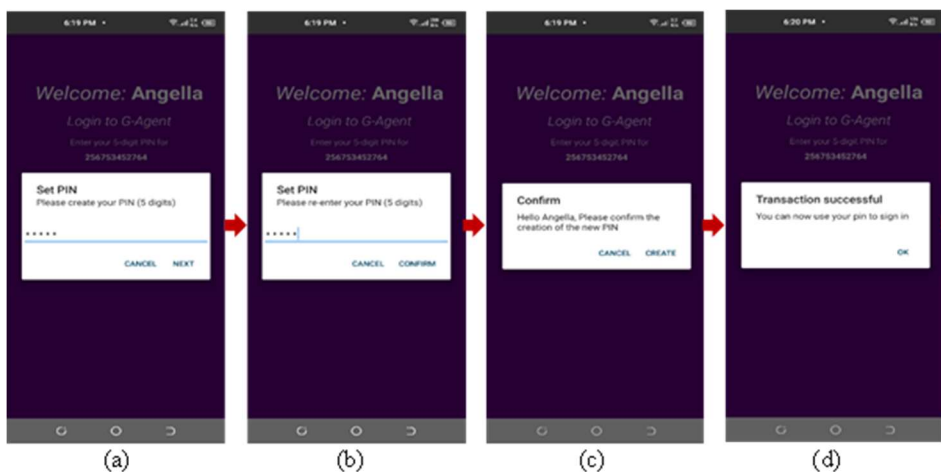 6:19 PM
Welcome: Angella
Login to G-Agent
Enter your 5-digit PIN for
256753452764
Set PIN
Please create your PIN (5 digits)
•••••
CANCEL NEXT
(a)
6:19 PM
Welcome: Angella
Login to G-Agent
Enter your 5-digit PIN for
256753452764
Set PIN
Please re-enter your PIN (5 digits)
•••••
CANCEL CONFIRM
(b)
6:19 PM
Welcome: Angella
Login to G-Agent
Enter your 5-digit PIN for
256753452764
Confirm
Hello Angella, Please confirm the
creation of the new PIN
CANCEL CREATE
(c)
6:20 PM
Welcome: Angella
Login to G-Agent
Enter your 5-digit PIN for
256753452764
Transaction successful
You can now use your pin to sign in
OK
(d)